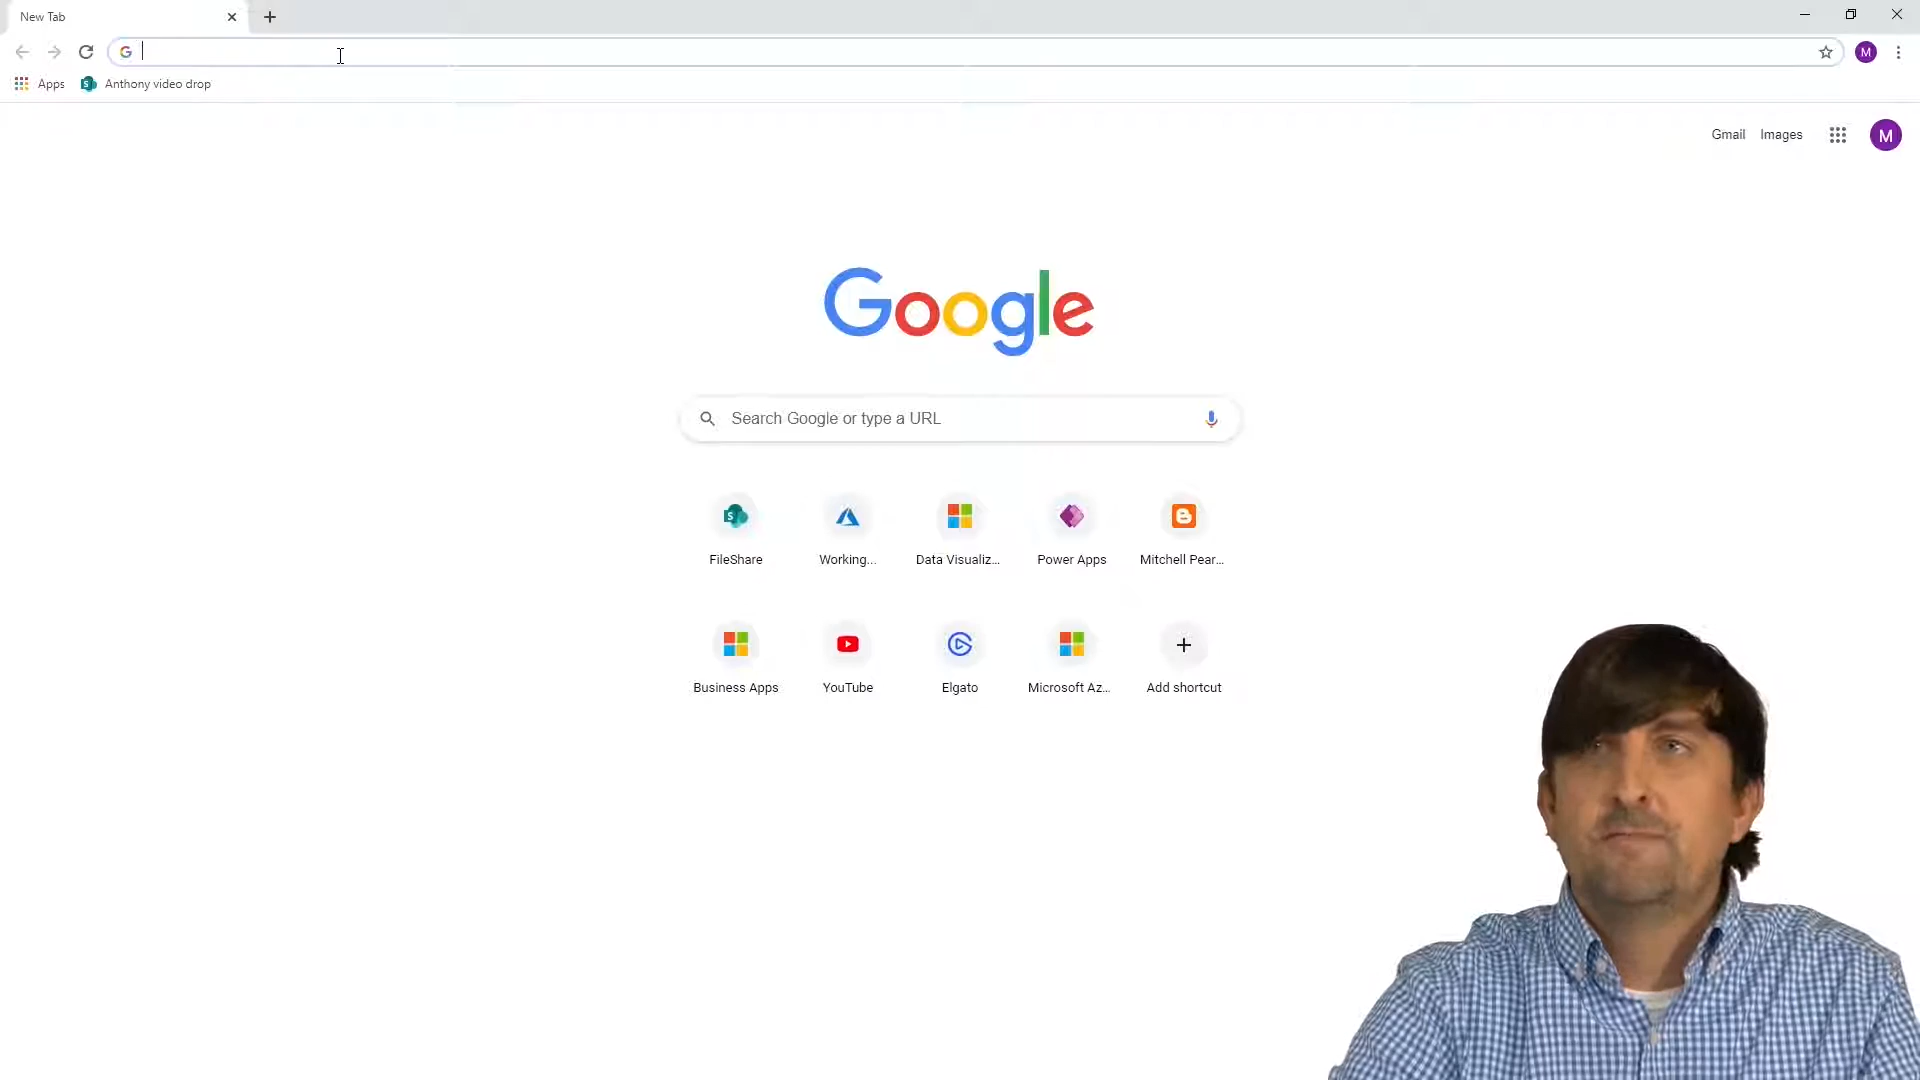 New Tab
Apps
Anthony video drop
M
Gmail
Images
M
Google
Search Google or type a URL
FileShare
Working...
Data Visualiz...
Power Apps
Mitchell Pear...
Business Apps
YouTube
Elgato
Microsoft Az...
Add shortcut